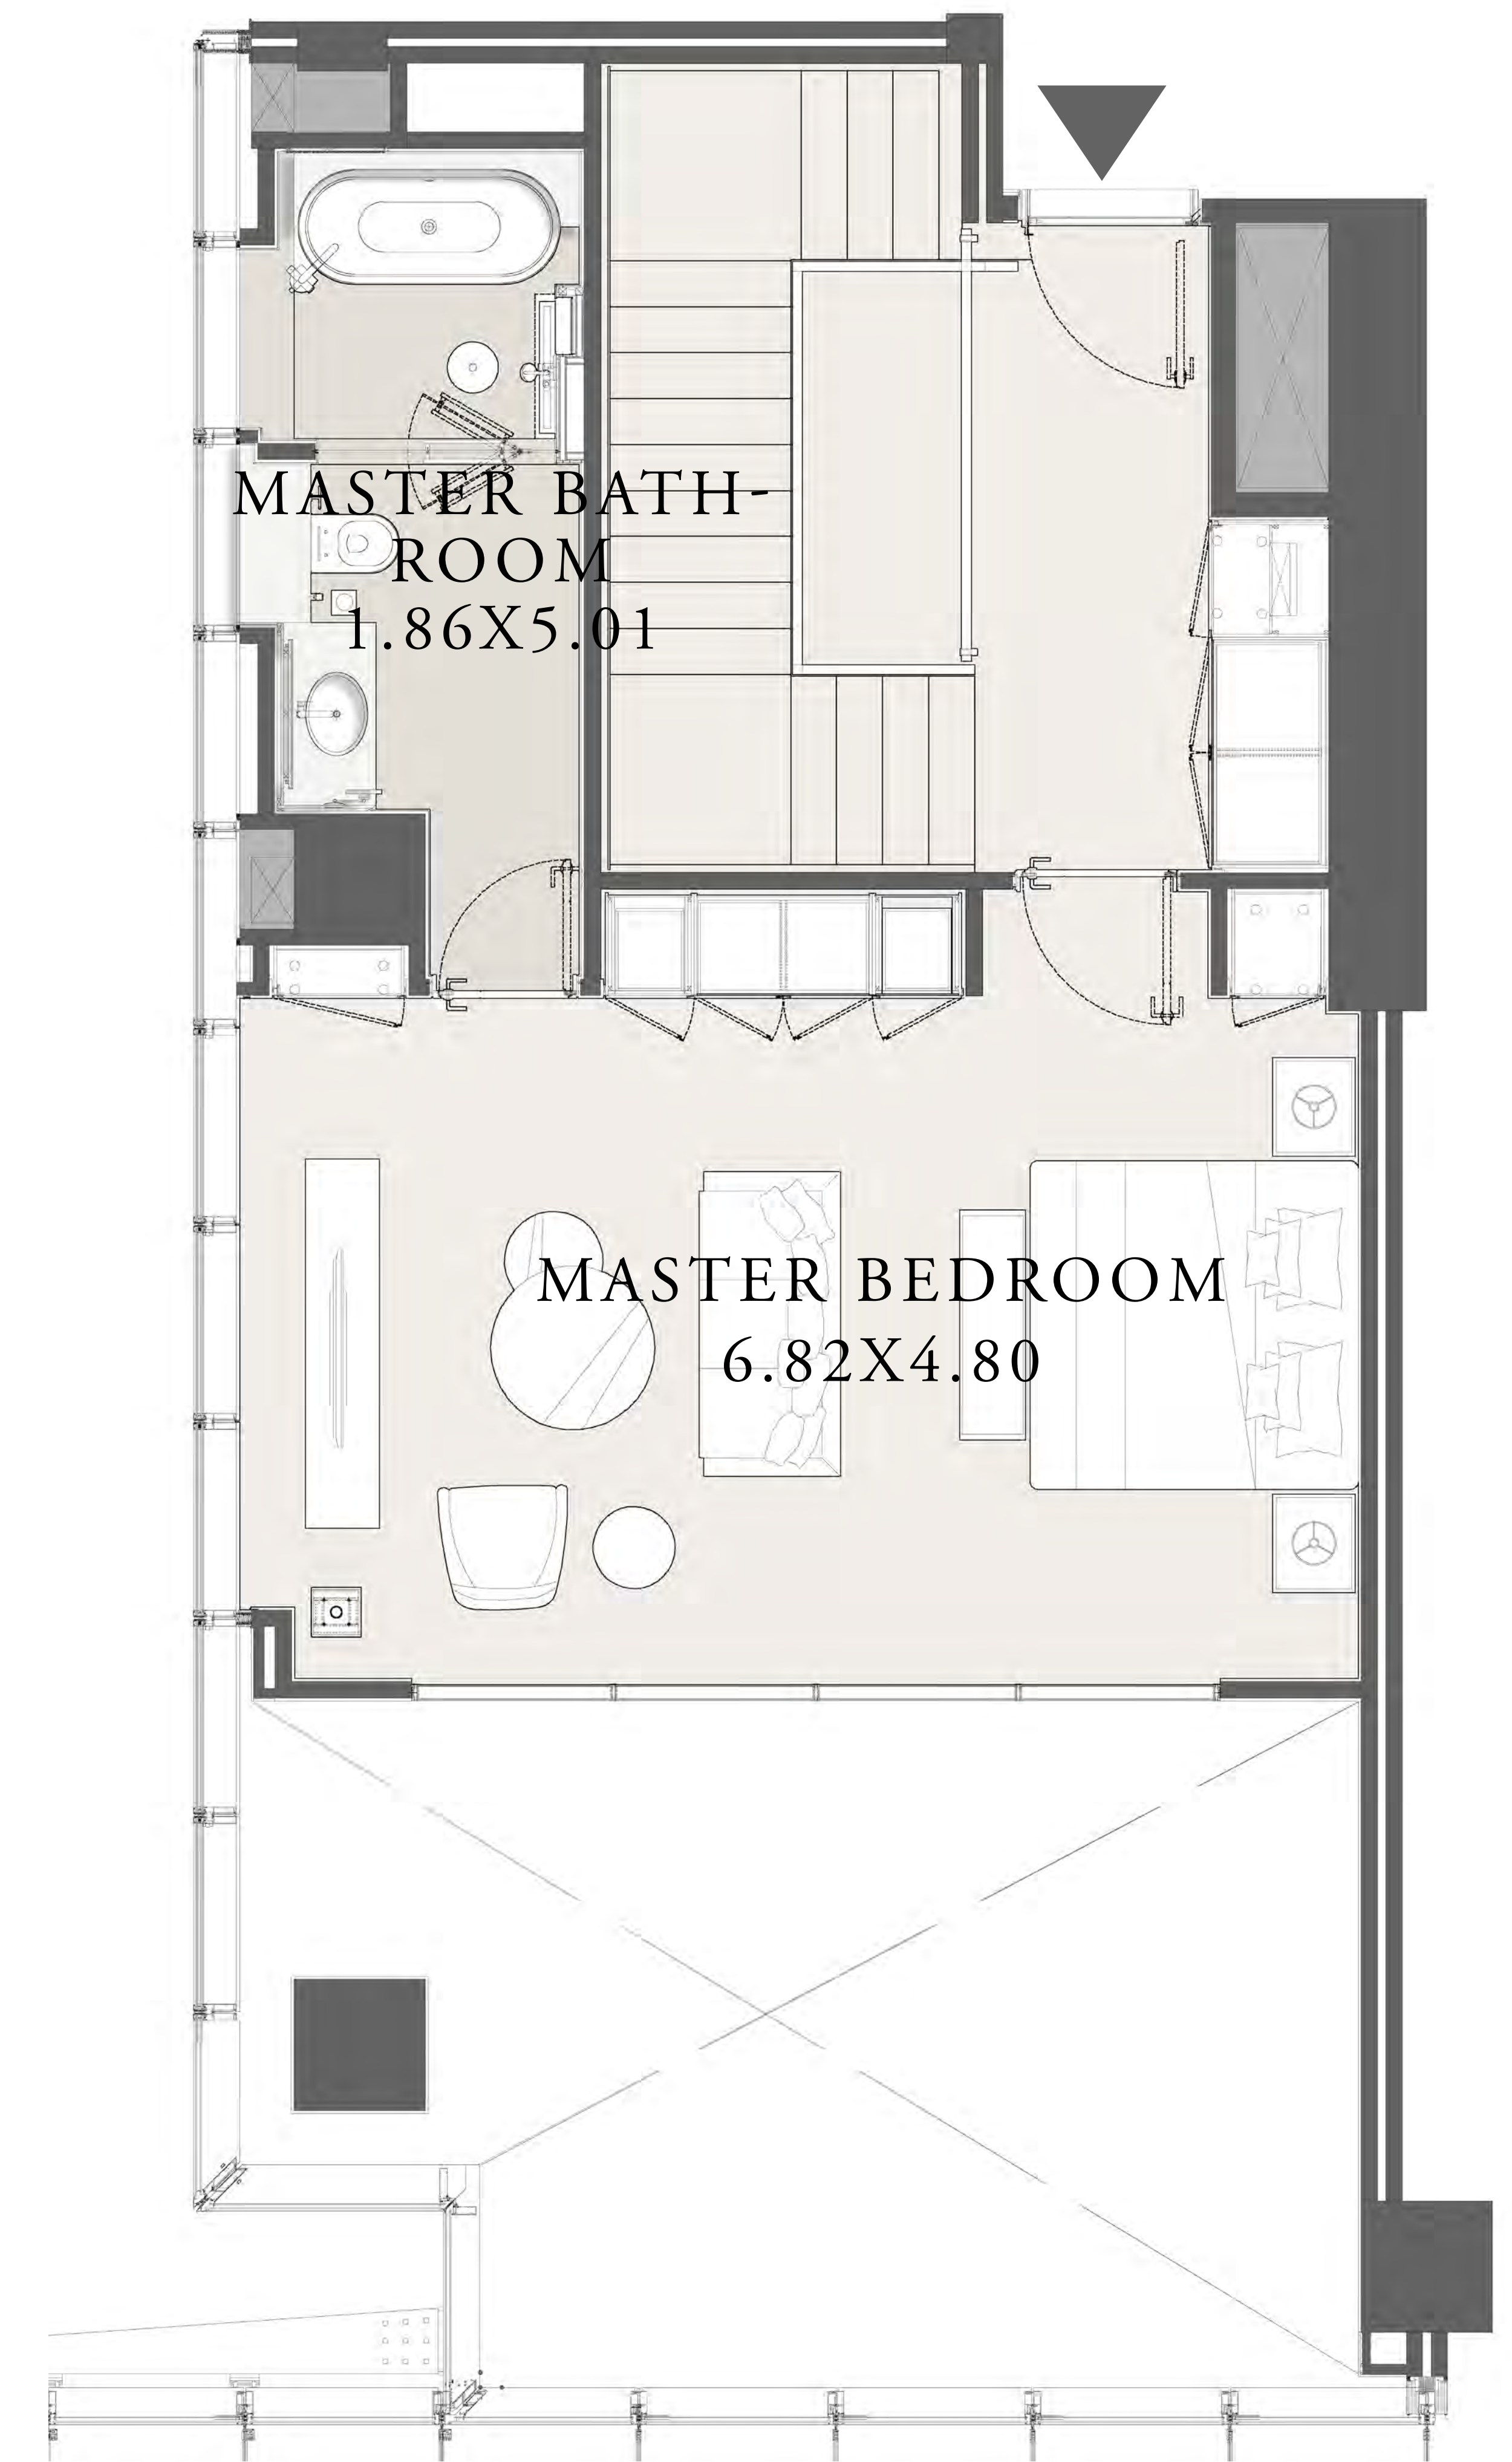 MASTER BATH-
ROOM
1.86X5.01
MASTER BEDROOM
6.82X4.80